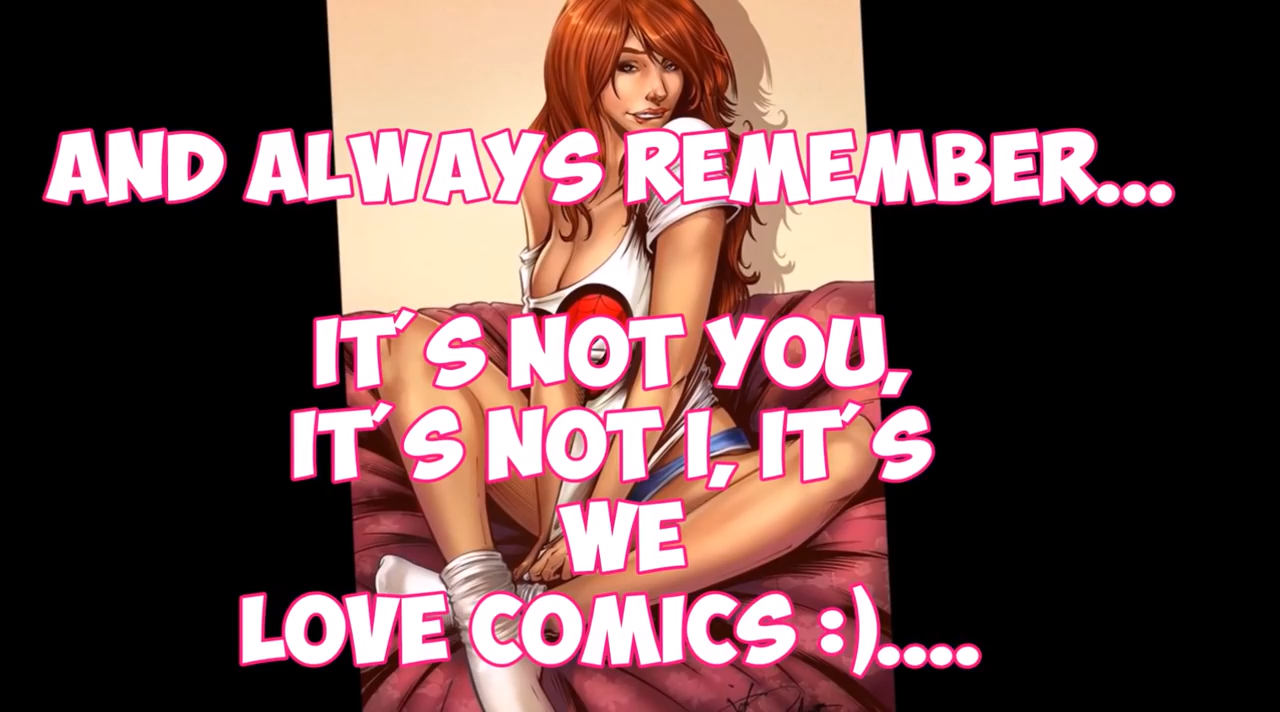 AND ALWAYS REMEMBER...
IT´S NOT YOU,
IT´S NOT I, IT´S
WE
LOVE COMICS :)....